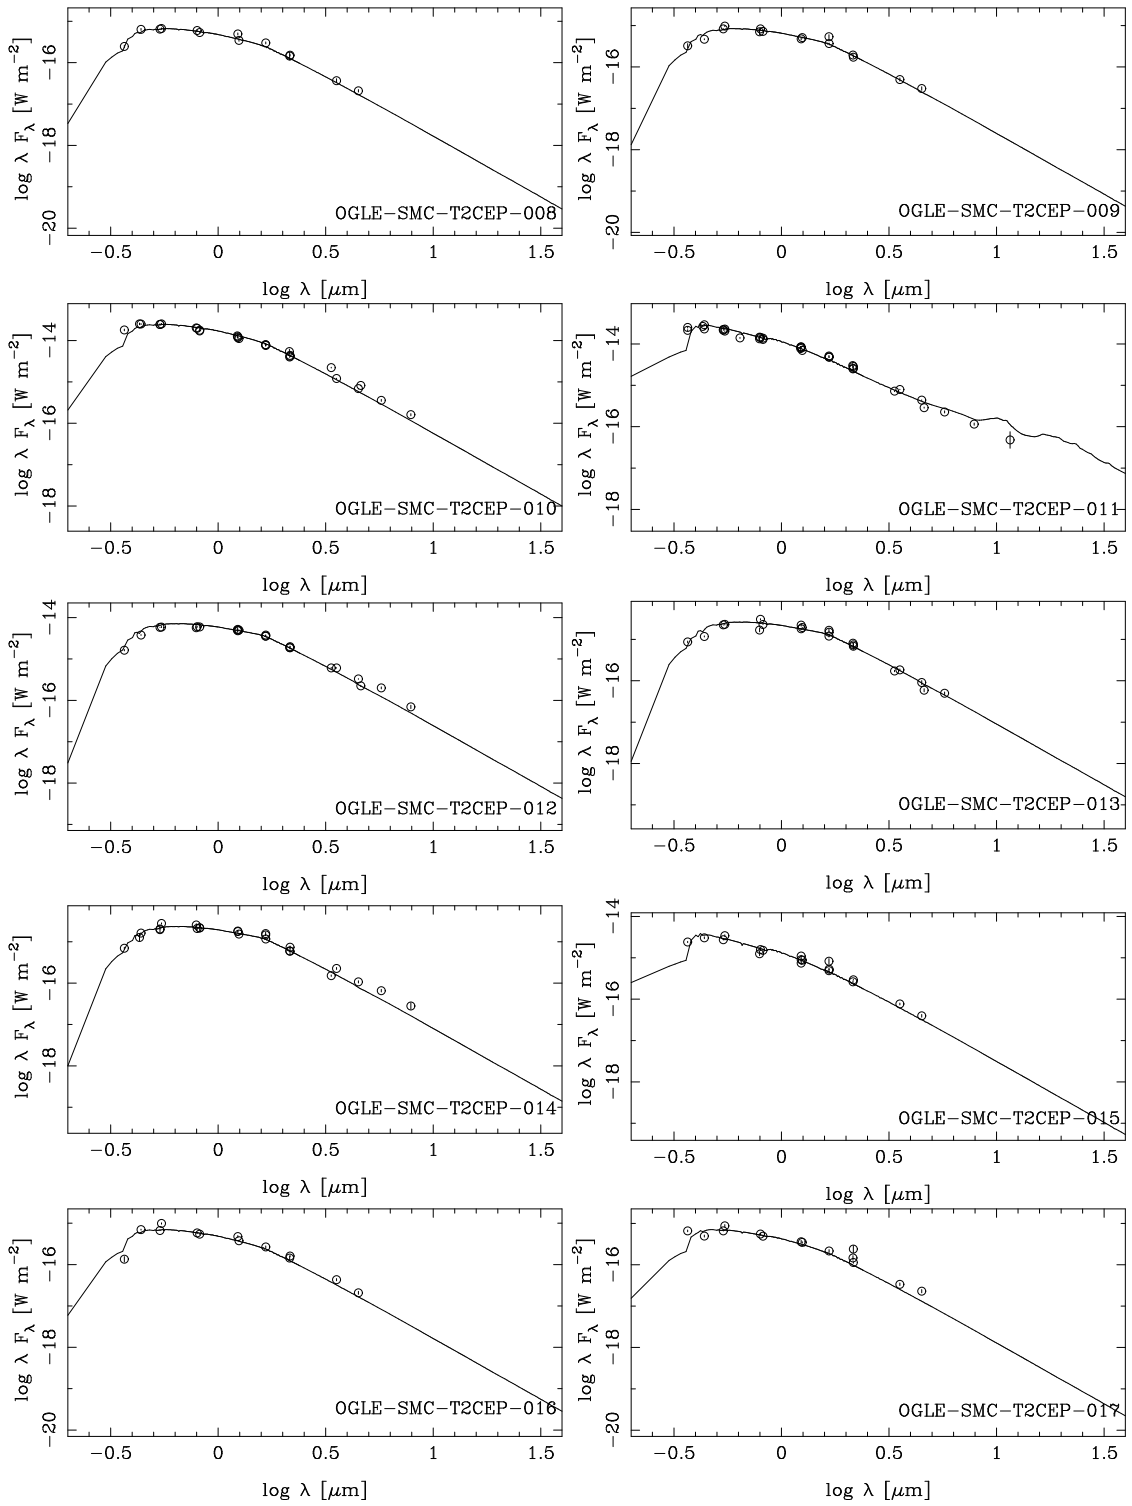 log λ F_λ [W m⁻²]
−16
−18
−20
OGLE−SMC−T2CEP−008
−0.5 0 0.5 1 1.5
log λ [μm]
log λ F_λ [W m⁻²]
−16
−18
−20
OGLE−SMC−T2CEP−009
−0.5 0 0.5 1 1.5
log λ [μm]
log λ F_λ [W m⁻²]
−14
−16
−18
OGLE−SMC−T2CEP−010
−0.5 0 0.5 1 1.5
log λ [μm]
log λ F_λ [W m⁻²]
−14
−16
−18
OGLE−SMC−T2CEP−011
−0.5 0 0.5 1 1.5
log λ [μm]
log λ F_λ [W m⁻²]
−14
−16
−18
OGLE−SMC−T2CEP−012
−0.5 0 0.5 1 1.5
log λ [μm]
log λ F_λ [W m⁻²]
−16
−18
OGLE−SMC−T2CEP−013
−0.5 0 0.5 1 1.5
log λ [μm]
log λ F_λ [W m⁻²]
−16
−18
OGLE−SMC−T2CEP−014
−0.5 0 0.5 1 1.5
log λ [μm]
log λ F_λ [W m⁻²]
−14
−16
−18
OGLE−SMC−T2CEP−015
−0.5 0 0.5 1 1.5
log λ [μm]
log λ F_λ [W m⁻²]
−16
−18
−20
OGLE−SMC−T2CEP−016
−0.5 0 0.5 1 1.5
log λ [μm]
log λ F_λ [W m⁻²]
−16
−18
−20
OGLE−SMC−T2CEP−017
−0.5 0 0.5 1 1.5
log λ [μm]